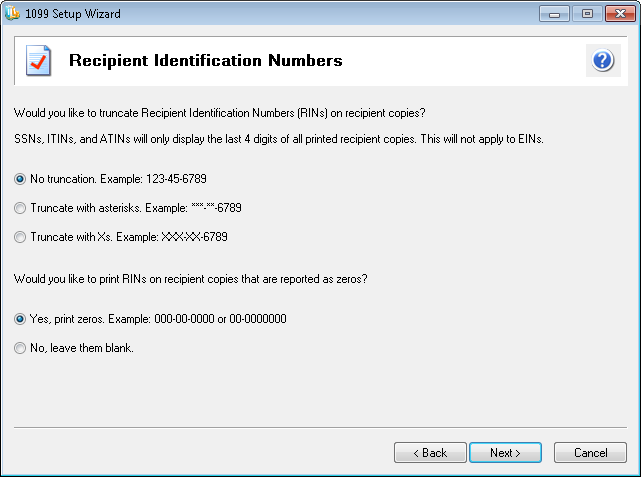 1099 Setup Wizard
Recipient Identification Numbers
?
Would you like to truncate Recipient Identification Numbers (RINs) on recipient copies?
SSNs, ITINs, and ATINs will only display the last 4 digits of all printed recipient copies. This will not apply to EINs.
No truncation. Example: 123-45-6789
Truncate with asterisks. Example: ***-**-6789
Truncate with Xs. Example: XXX-XX-6789
Would you like to print RINs on recipient copies that are reported as zeros?
Yes, print zeros. Example: 000-00-0000 or 00-0000000
No, leave them blank.
< Back
Next >
Cancel